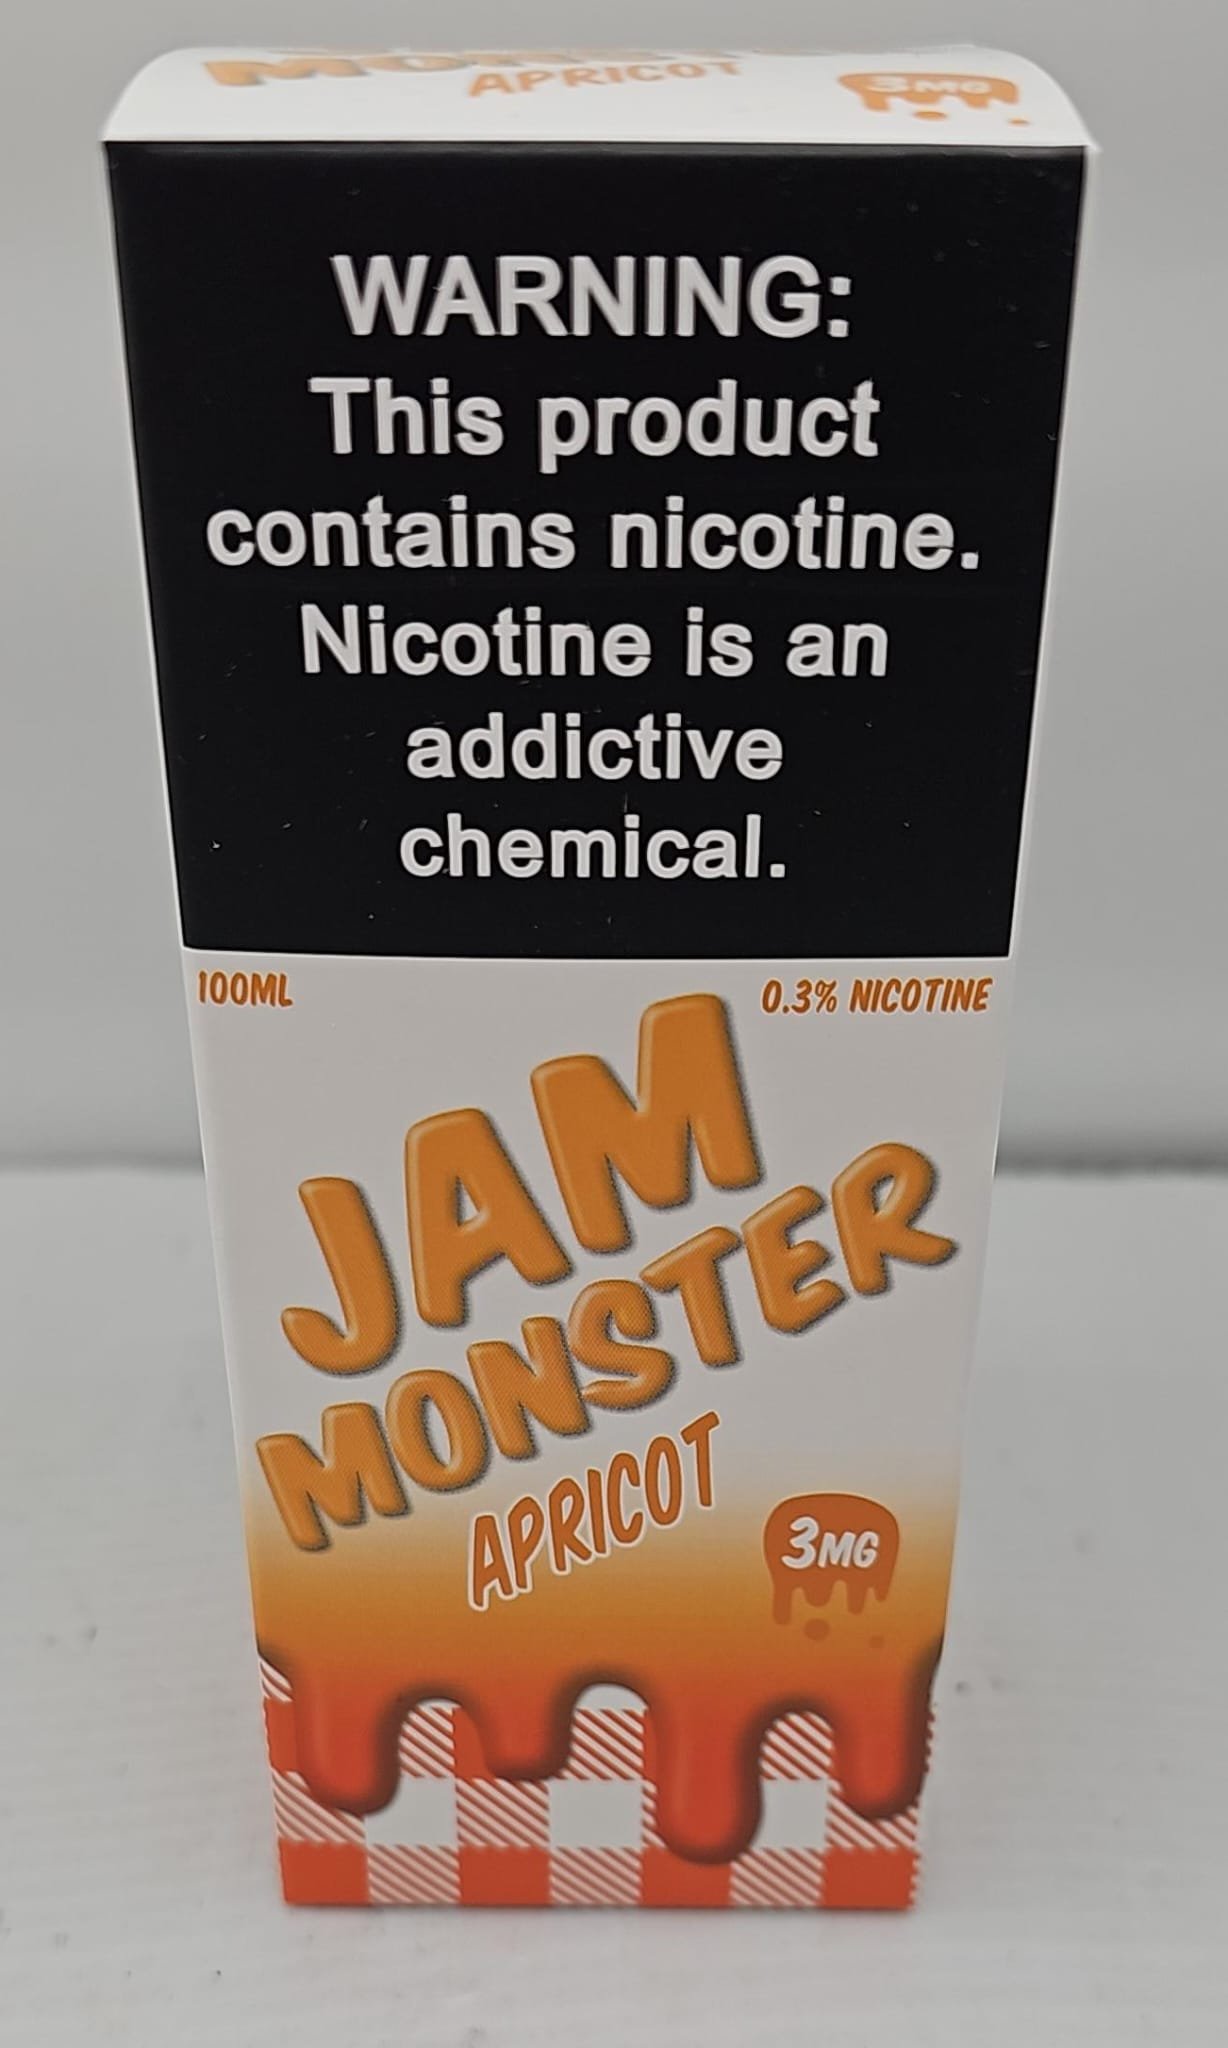 MONSTER
APRICOT
3MG
WARNING:
This product
contains nicotine.
Nicotine is an
addictive
chemical.
100ML
0.3% NICOTINE
JAM
MONSTER
APRICOT
3MG